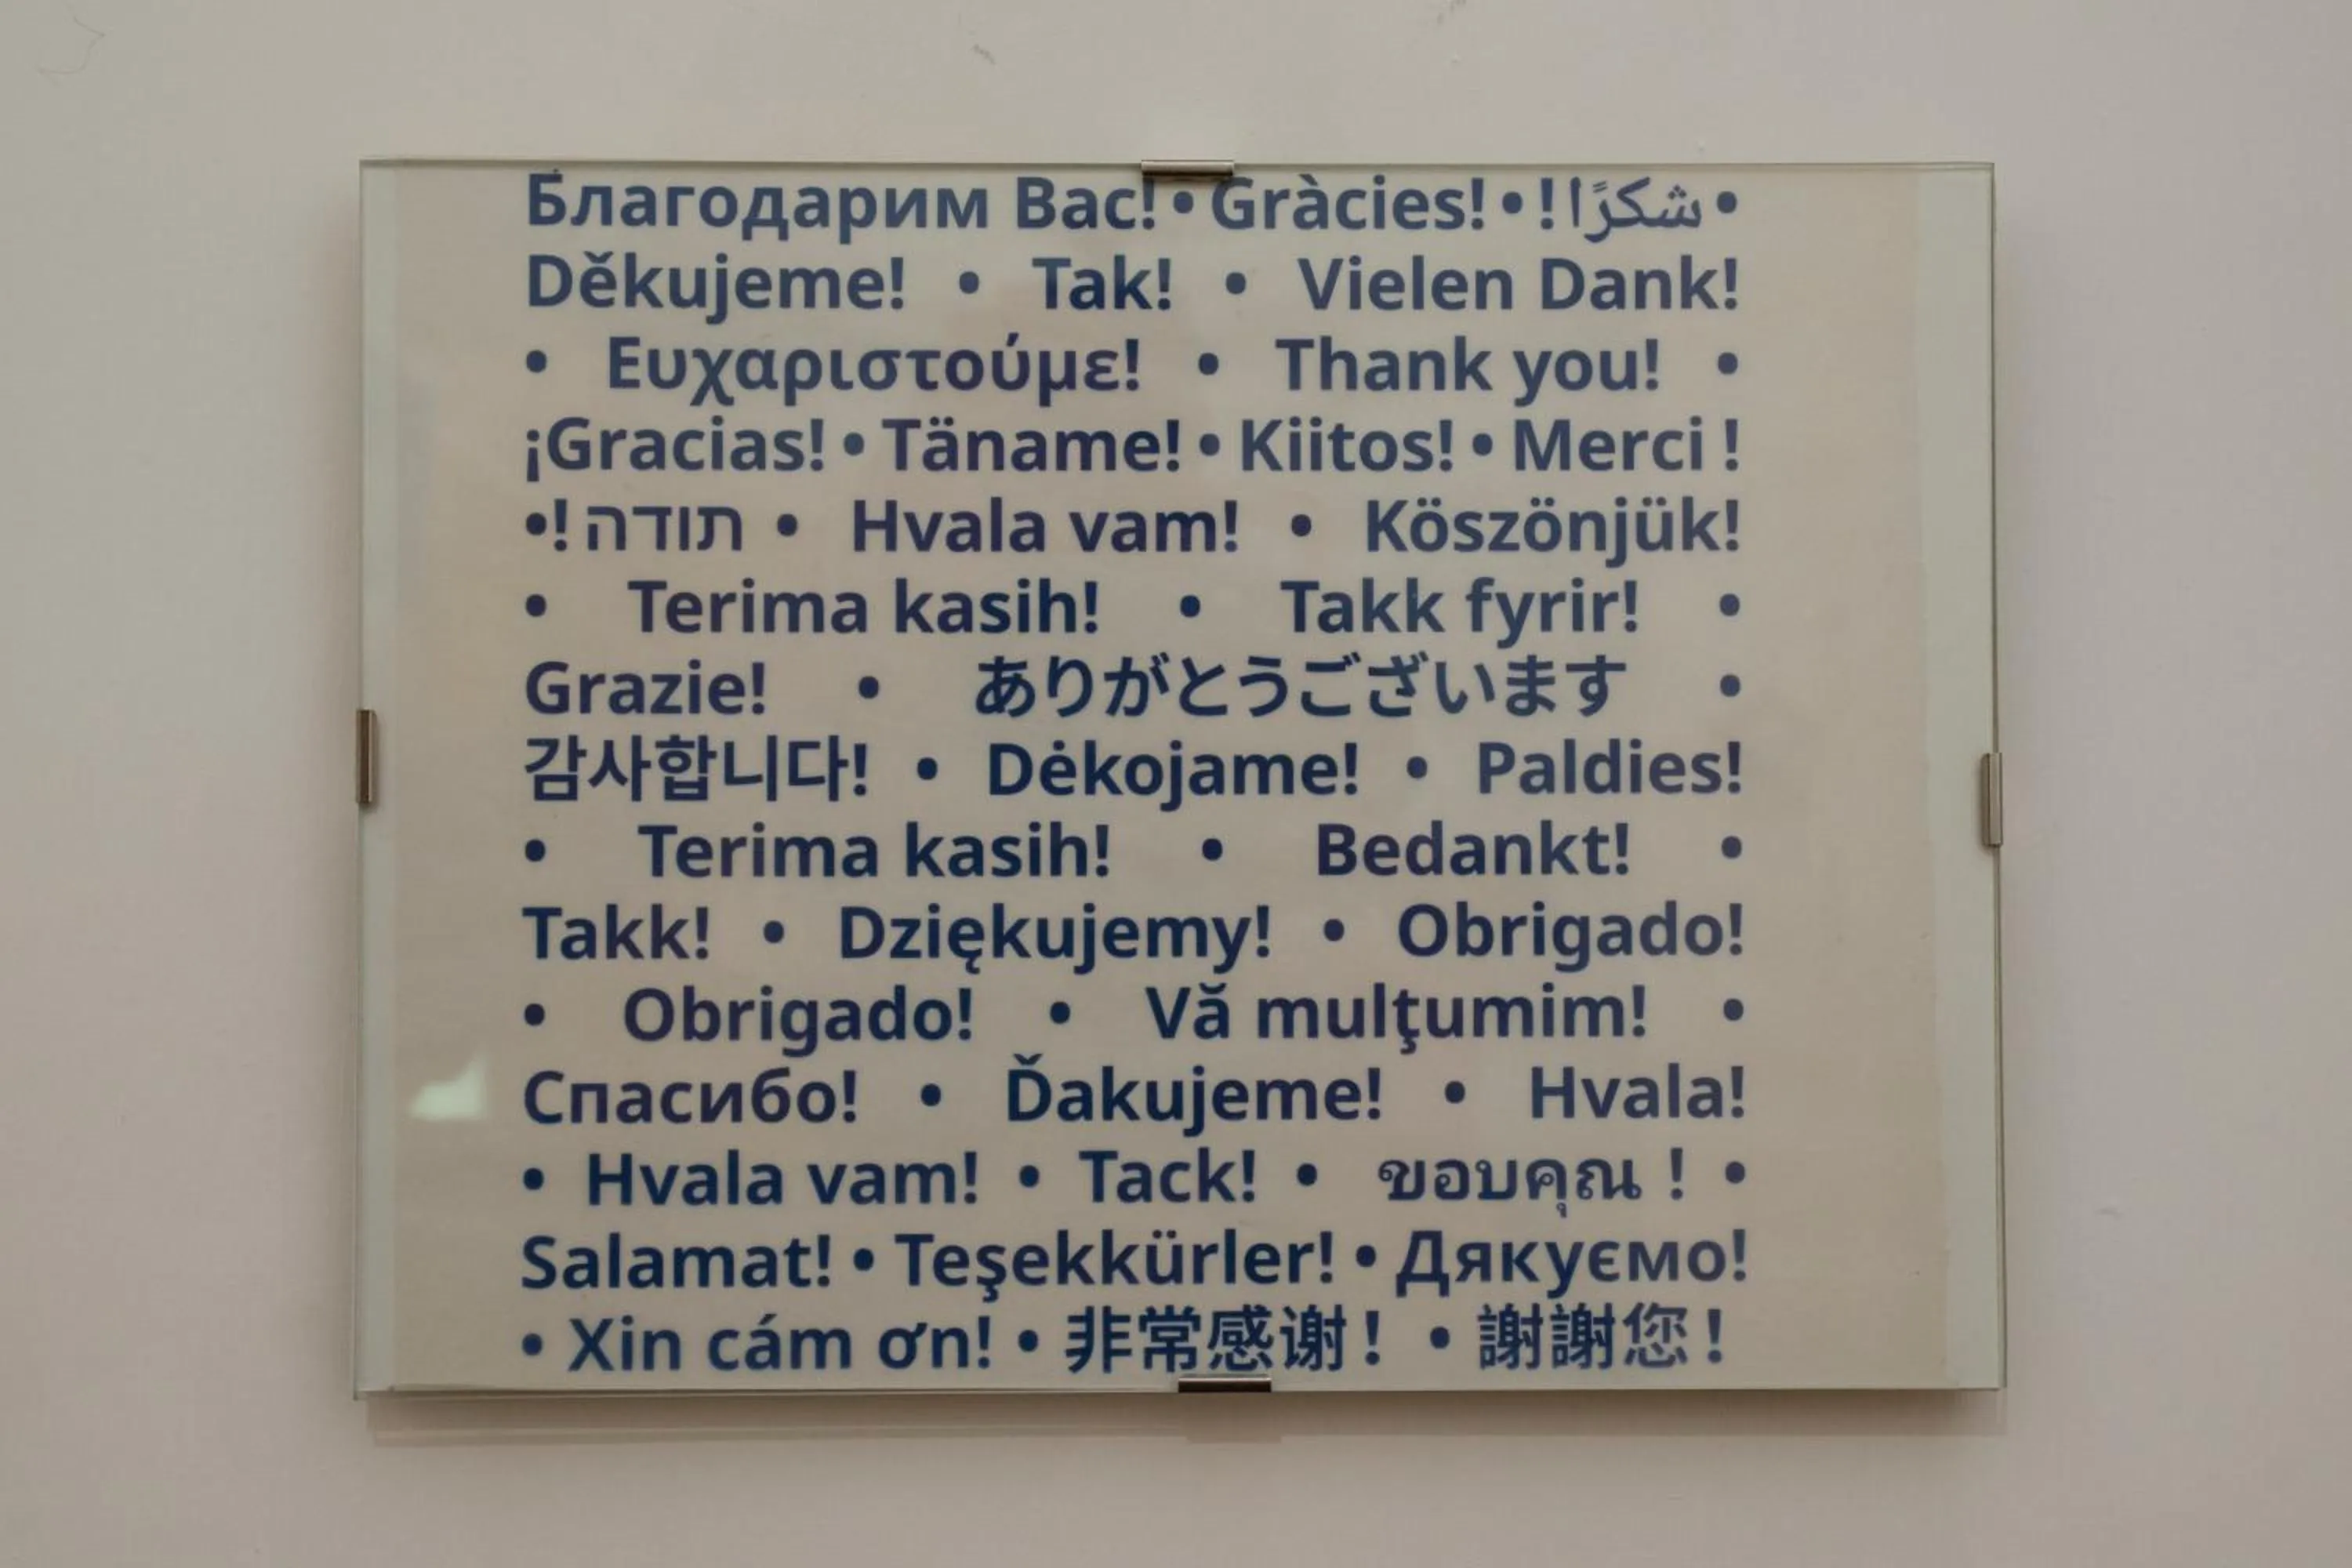 Благодарим Вас! • Gràcies! • شكرًا! •
Děkujeme! • Tak! • Vielen Dank!
• Ευχαριστούμε! • Thank you! •
¡Gracias! • Täname! • Kiitos! • Merci !
• תודה! • Hvala vam! • Köszönjük!
• Terima kasih! • Takk fyrir! •
Grazie! • ありがとうございます •
감사합니다! • Dėkojame! • Paldies!
• Terima kasih! • Bedankt! •
Takk! • Dziękujemy! • Obrigado!
• Obrigado! • Vă mulţumim! •
Спасибо! • Ďakujeme! • Hvala!
• Hvala vam! • Tack! • ขอบคุณ ! •
Salamat! • Teşekkürler! • Дякуємо!
• Xin cám ơn! • 非常感谢! • 謝謝您!